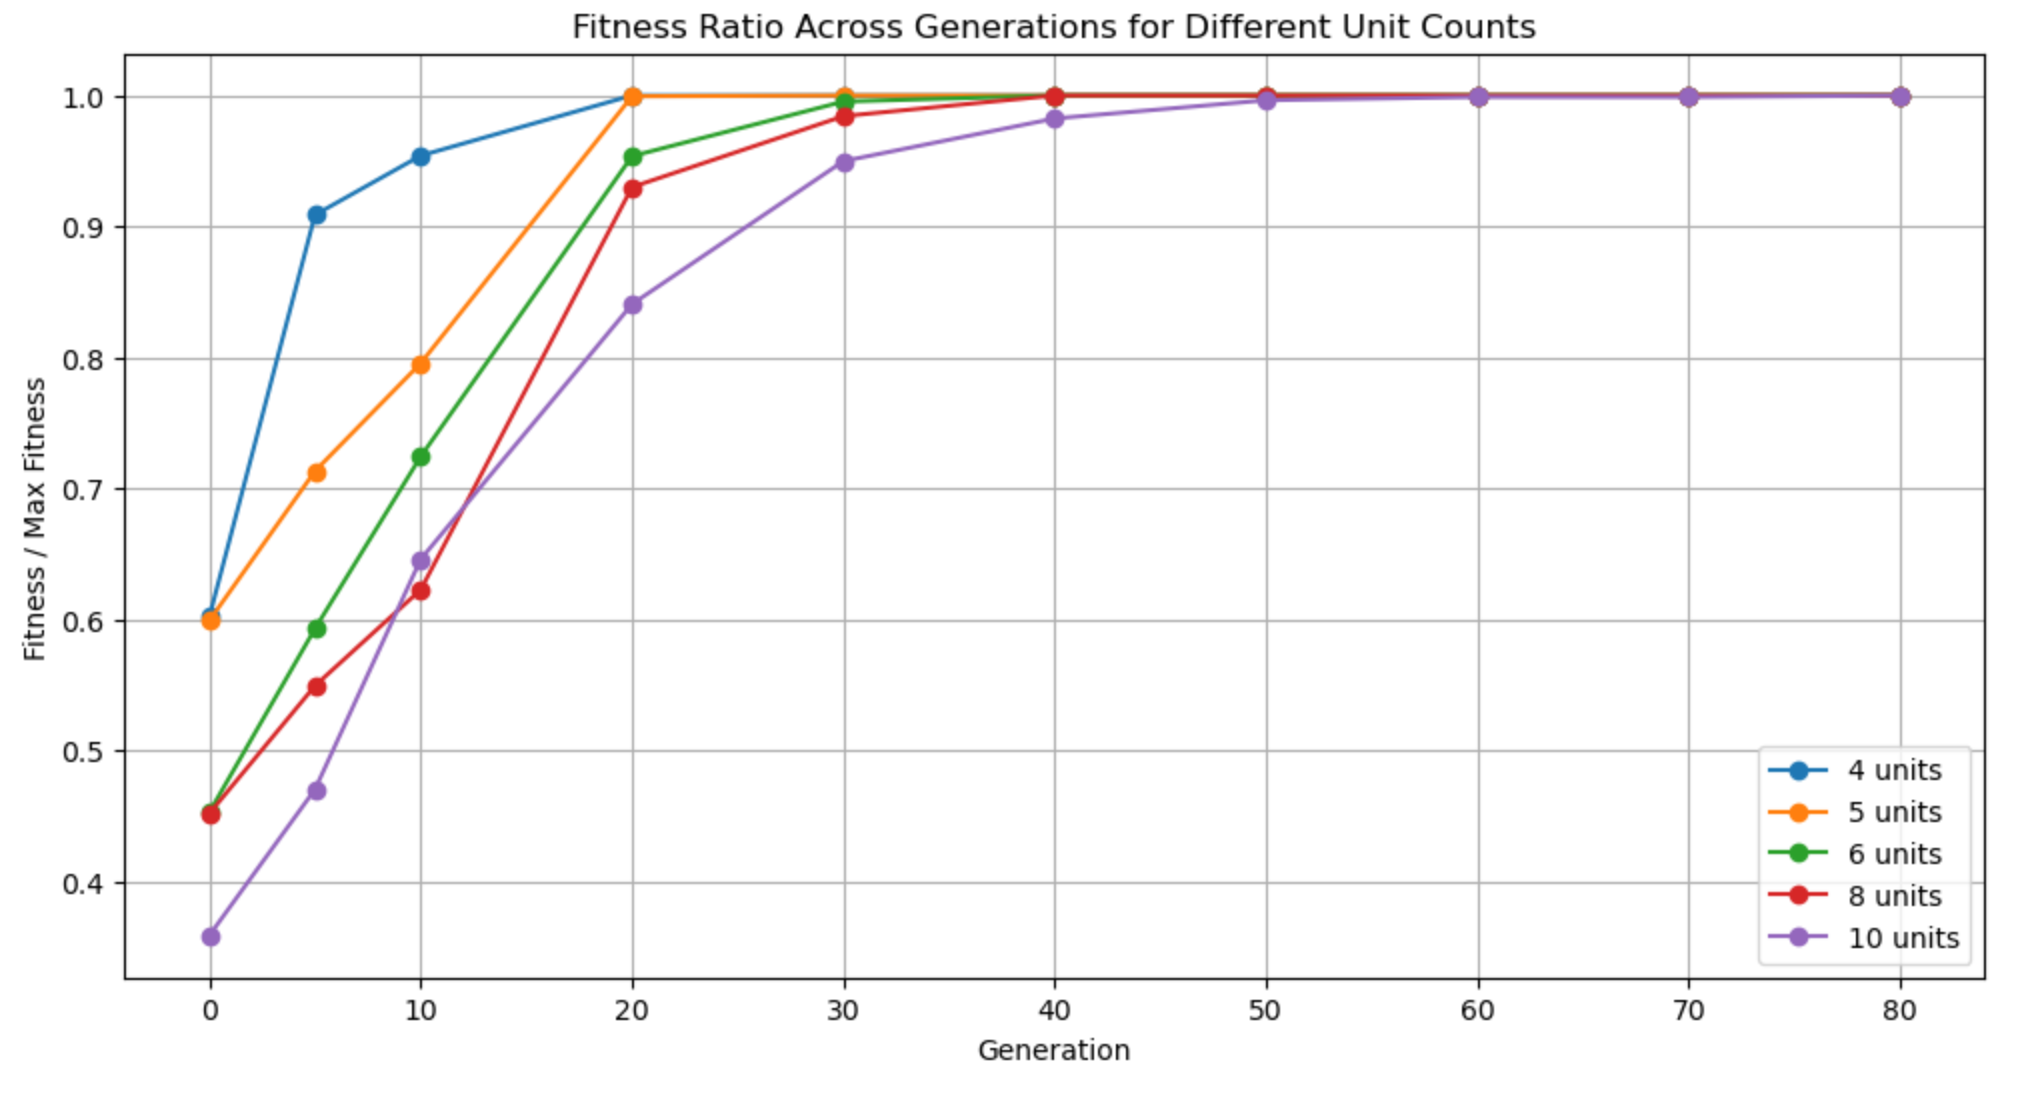 Fitness Ratio Across Generations for Different Unit Counts
Fitness / Max Fitness
1.0
0.9
0.8
0.7
0.6
0.5
0.4
0 10 20 30 40 50 60 70 80
Generation
4 units
5 units
6 units
8 units
10 units